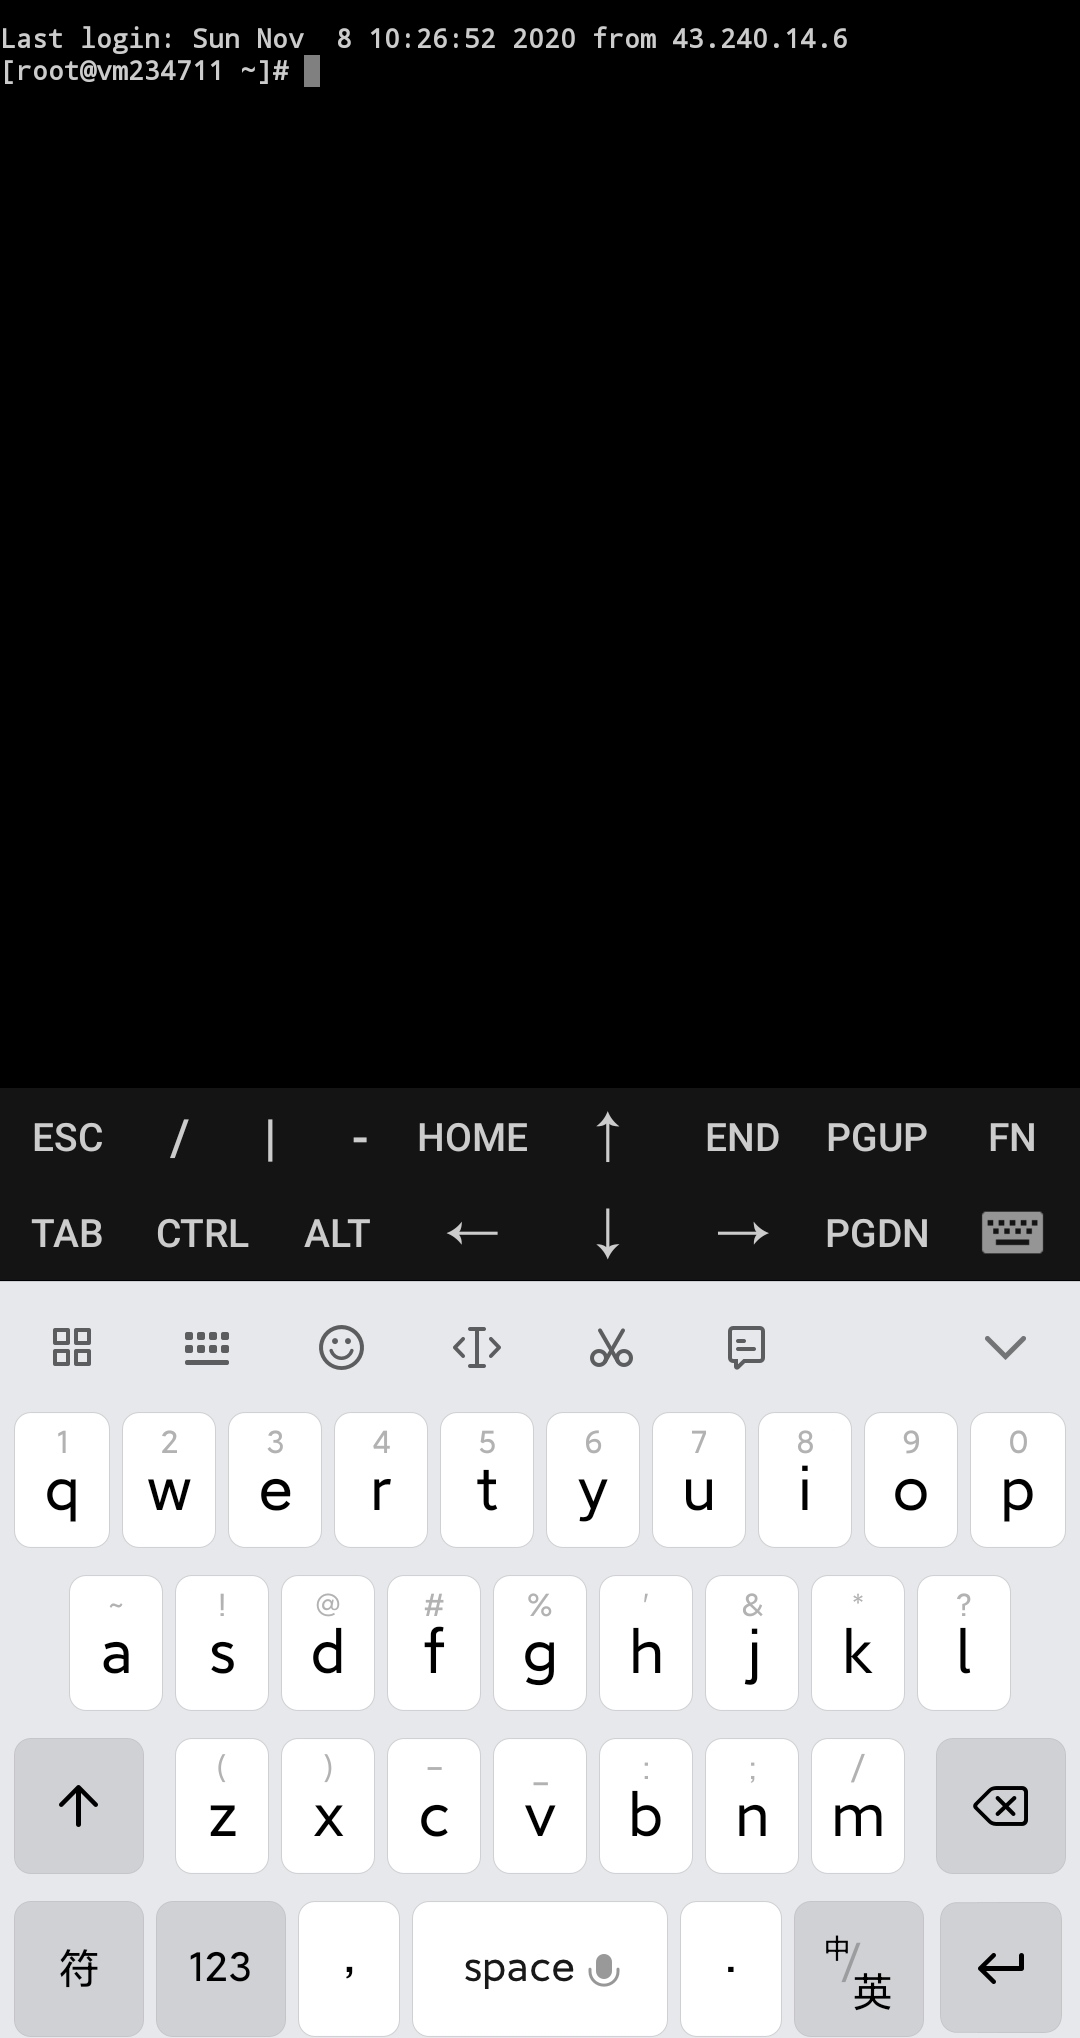 Last login: Sun Nov  8 10:26:52 2020 from 43.240.14.6
[root@vm234711 ~]#
ESC / | - HOME ↑ END PGUP FN
TAB CTRL ALT ← ↓ → PGDN
1 2 3 4 5 6 7 8 9 0
q w e r t y u i o p
~ ! @ # % ' & * ?
a s d f g h j k l
( ) – _ : ; /
z x c v b n m
符 123 , space . 中/英